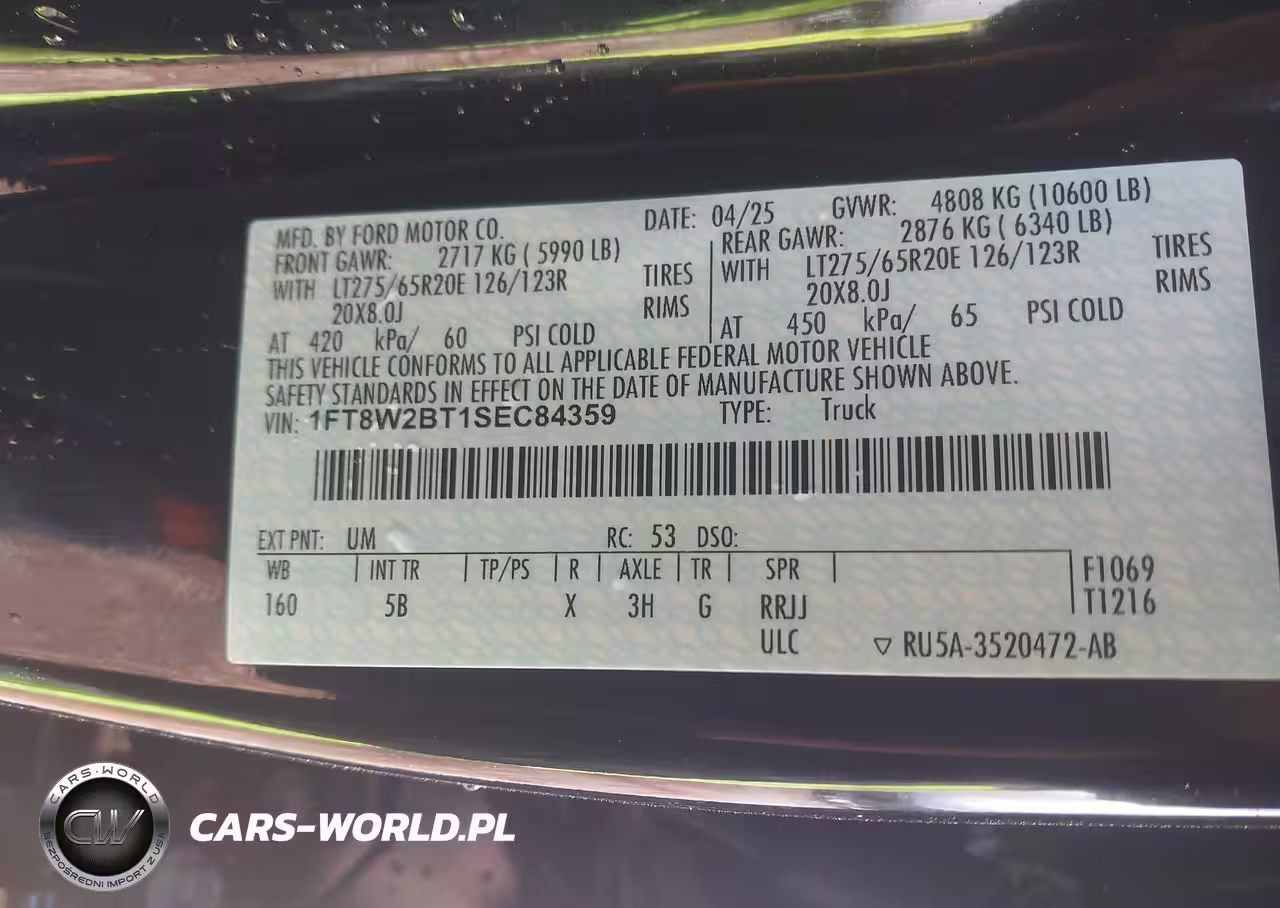 MFD. BY FORD MOTOR CO. DATE: 04/25 GVWR: 4808 KG (10600 LB)
FRONT GAWR: 2717 KG ( 5990 LB) REAR GAWR: 2876 KG ( 6340 LB)
WITH LT275/65R20E 126/123R TIRES WITH LT275/65R20E 126/123R TIRES
20X8.0J RIMS 20X8.0J RIMS
AT 420 kPa/ 60 PSI COLD AT 450 kPa/ 65 PSI COLD
THIS VEHICLE CONFORMS TO ALL APPLICABLE FEDERAL MOTOR VEHICLE
SAFETY STANDARDS IN EFFECT ON THE DATE OF MANUFACTURE SHOWN ABOVE.
VIN: 1FT8W2BT1SEC84359 TYPE: Truck
EXT PNT: UM RC: 53 DSO:
WB | INT TR | TP/PS | R | AXLE | TR | SPR | F1069
160 5B X 3H G RRJJ T1216
ULC ▽ RU5A-3520472-AB
CARS-WORLD
CW
BEZPOŚREDNI IMPORT Z USA
CARS-WORLD.PL